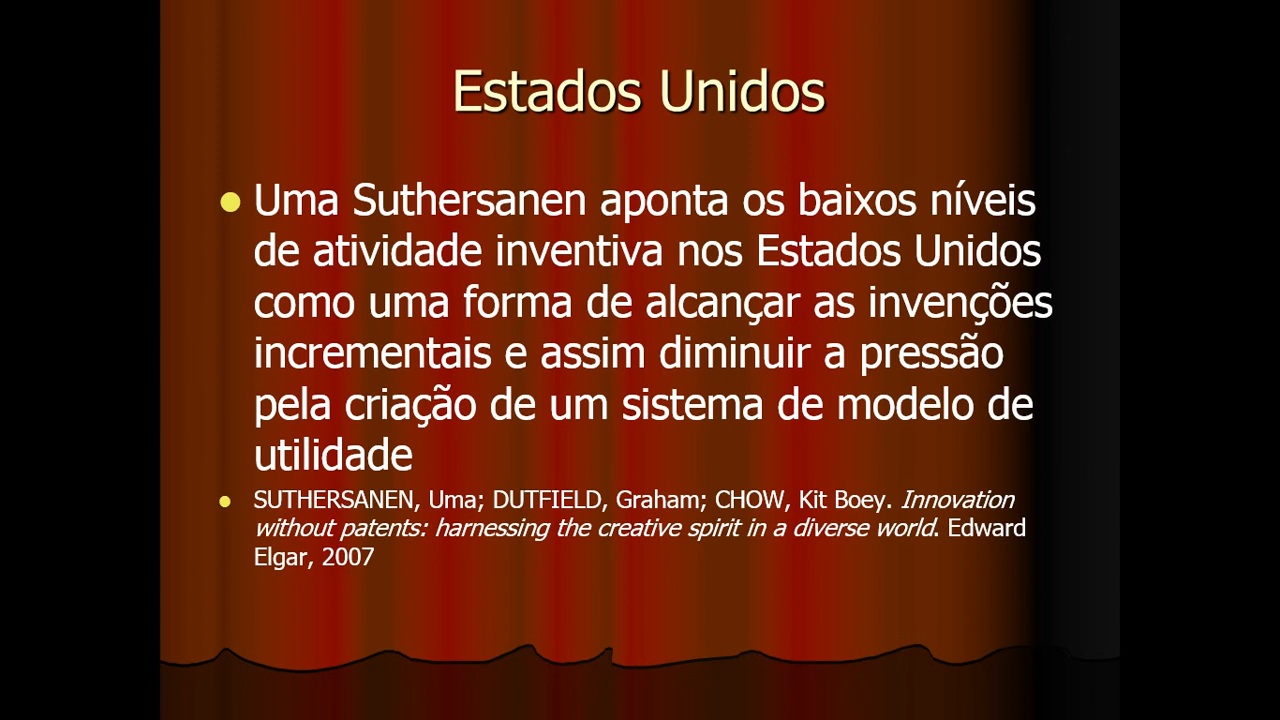 Estados Unidos
Uma Suthersanen aponta os baixos níveis
de atividade inventiva nos Estados Unidos
como uma forma de alcançar as invenções
incrementais e assim diminuir a pressão
pela criação de um sistema de modelo de
utilidade
SUTHERSANEN, Uma; DUTFIELD, Graham; CHOW, Kit Boey. Innovation
without patents: harnessing the creative spirit in a diverse world. Edward
Elgar, 2007